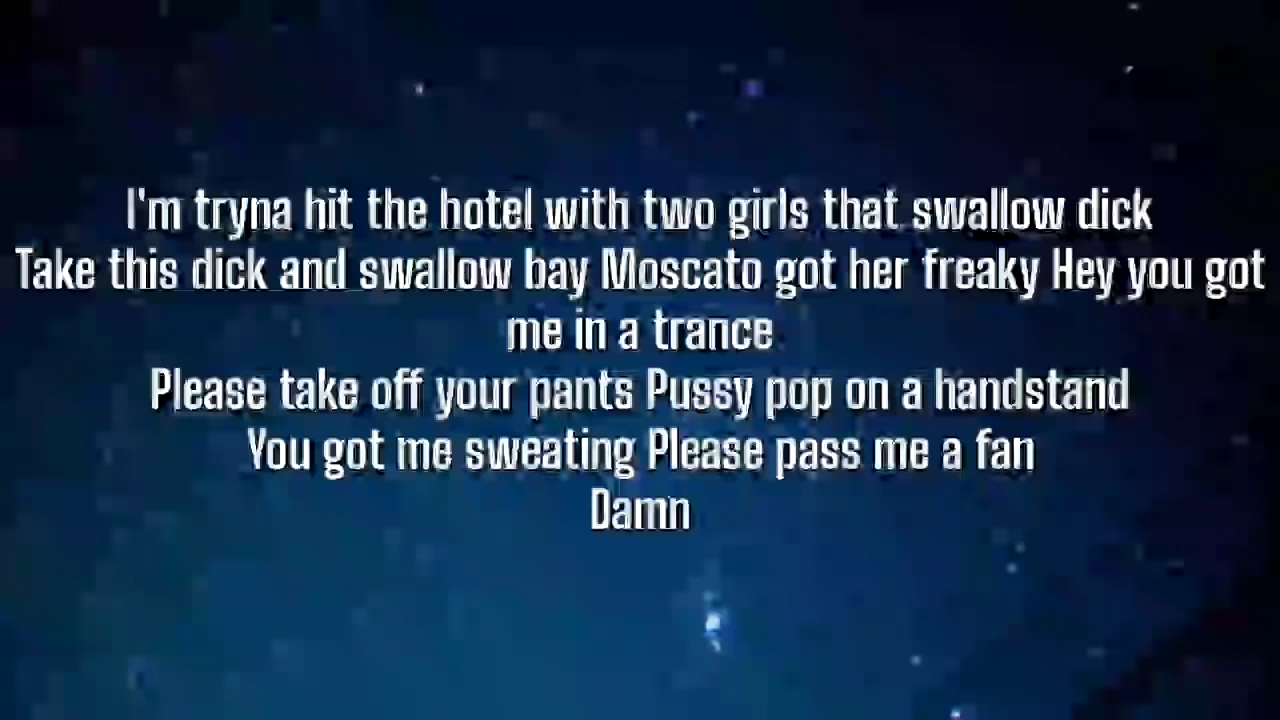 I'm tryna hit the hotel with two girls that swallow dick
Take this dick and swallow bay Moscato got her freaky Hey you got
me in a trance
Please take off your pants Pussy pop on a handstand
You got me sweating Please pass me a fan
Damn